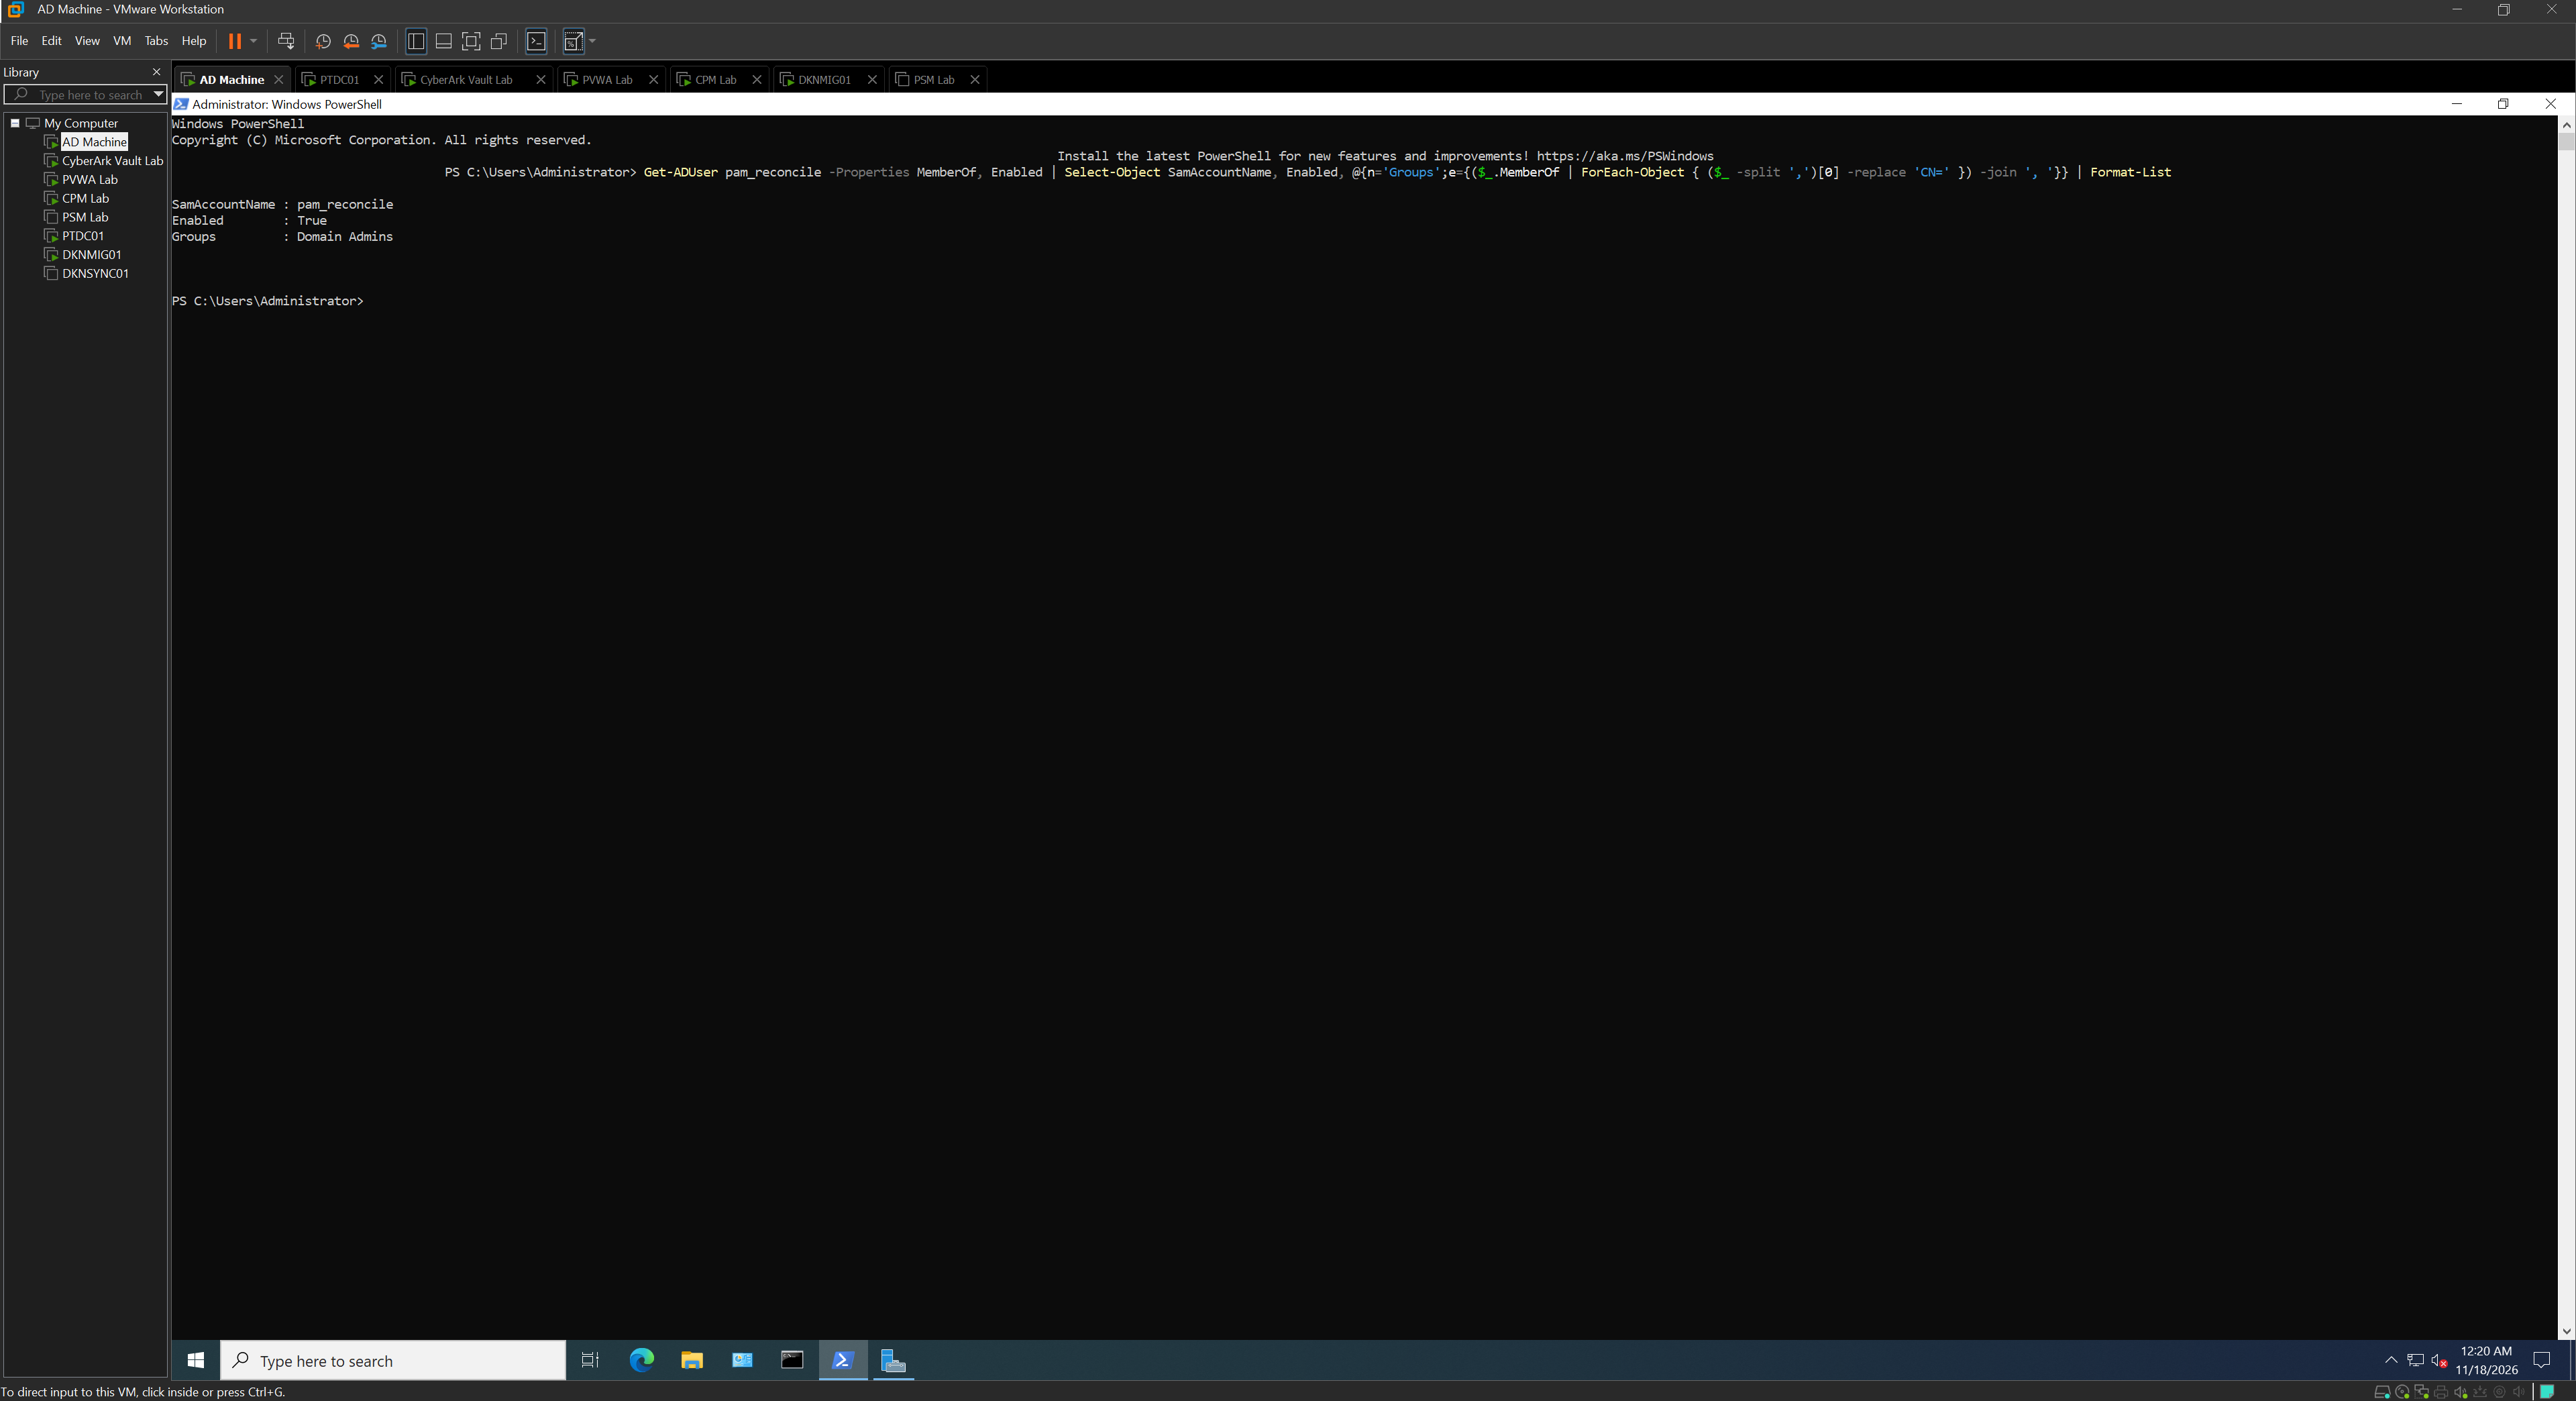 AD Machine - VMware Workstation
File Edit View VM Tabs Help
Library
Type here to search
My Computer
AD Machine
CyberArk Vault Lab
PVWA Lab
CPM Lab
PSM Lab
PTDC01
DKNMIG01
DKNSYNC01
AD Machine PTDC01 CyberArk Vault Lab PVWA Lab CPM Lab DKNMIG01 PSM Lab
Administrator: Windows PowerShell
Windows PowerShell
Copyright (C) Microsoft Corporation. All rights reserved.
Install the latest PowerShell for new features and improvements! https://aka.ms/PSWindows
PS C:\Users\Administrator> Get-ADUser pam_reconcile -Properties MemberOf, Enabled | Select-Object SamAccountName, Enabled, @{n='Groups';e={($_.MemberOf | ForEach-Object { ($_ -split ',')[0] -replace 'CN=' }) -join ', '}} | Format-List
SamAccountName : pam_reconcile
Enabled : True
Groups : Domain Admins
PS C:\Users\Administrator>
Type here to search
12:20 AM
11/18/2026
To direct input to this VM, click inside or press Ctrl+G.